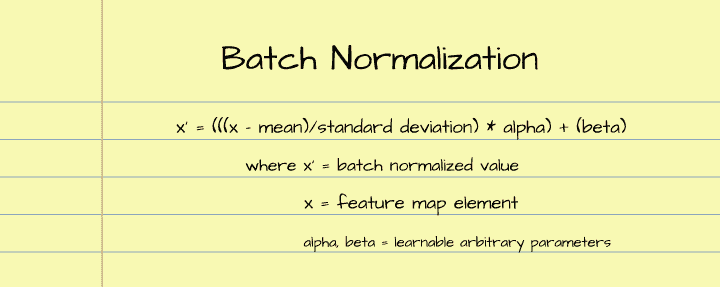 Batch Normalization
x' = (((x - mean)/standard deviation) * alpha) + (beta)
where x' = batch normalized value
x = feature map element
alpha, beta = learnable arbitrary parameters